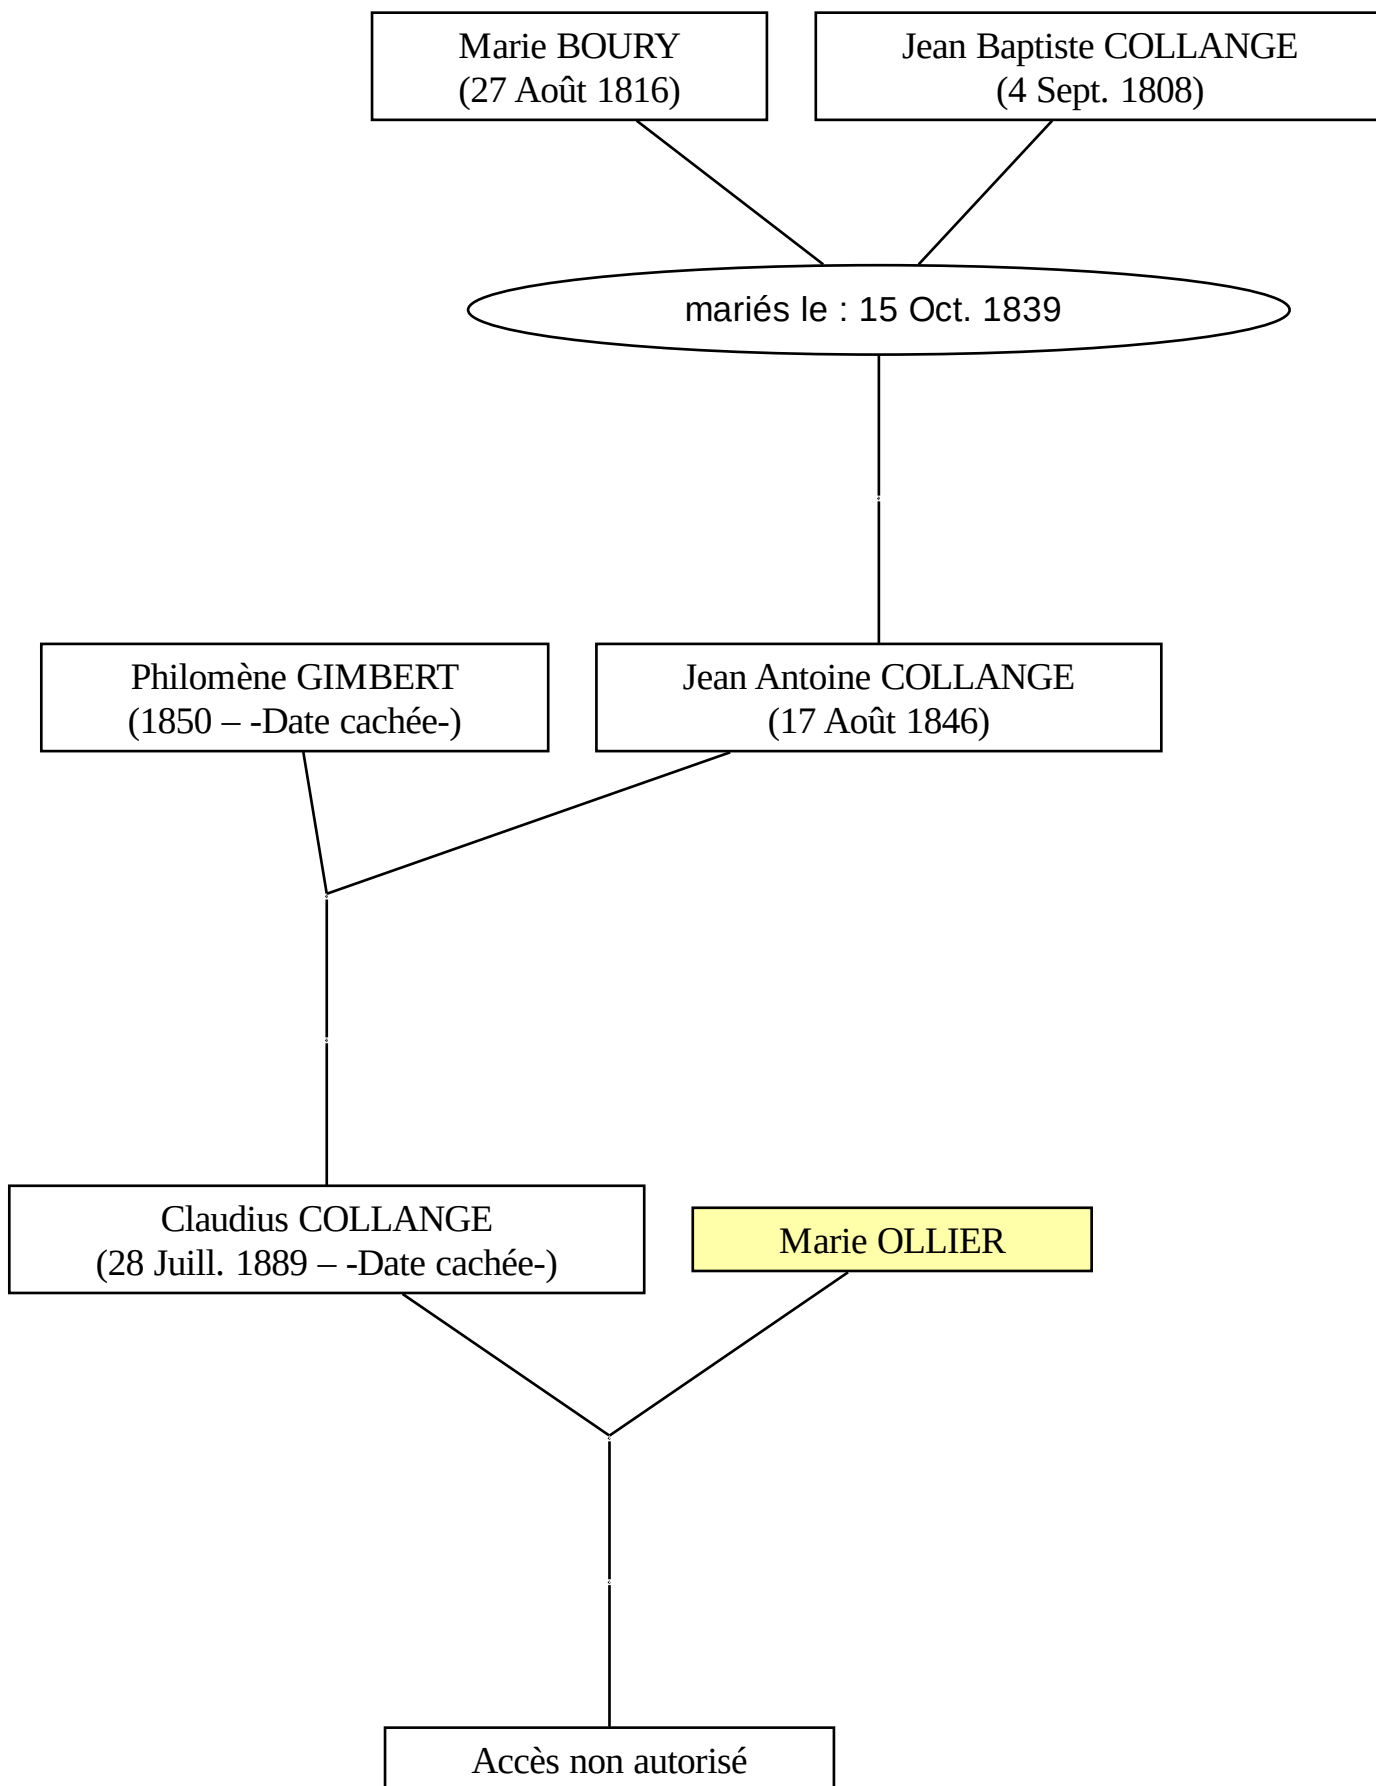 Marie BOURY
(27 Août 1816)
Jean Baptiste COLLANGE
(4 Sept. 1808)
mariés le : 15 Oct. 1839
Philomène GIMBERT
(1850 – -Date cachée-)
Jean Antoine COLLANGE
(17 Août 1846)
Claudius COLLANGE
(28 Juill. 1889 – -Date cachée-)
Marie OLLIER
Accès non autorisé